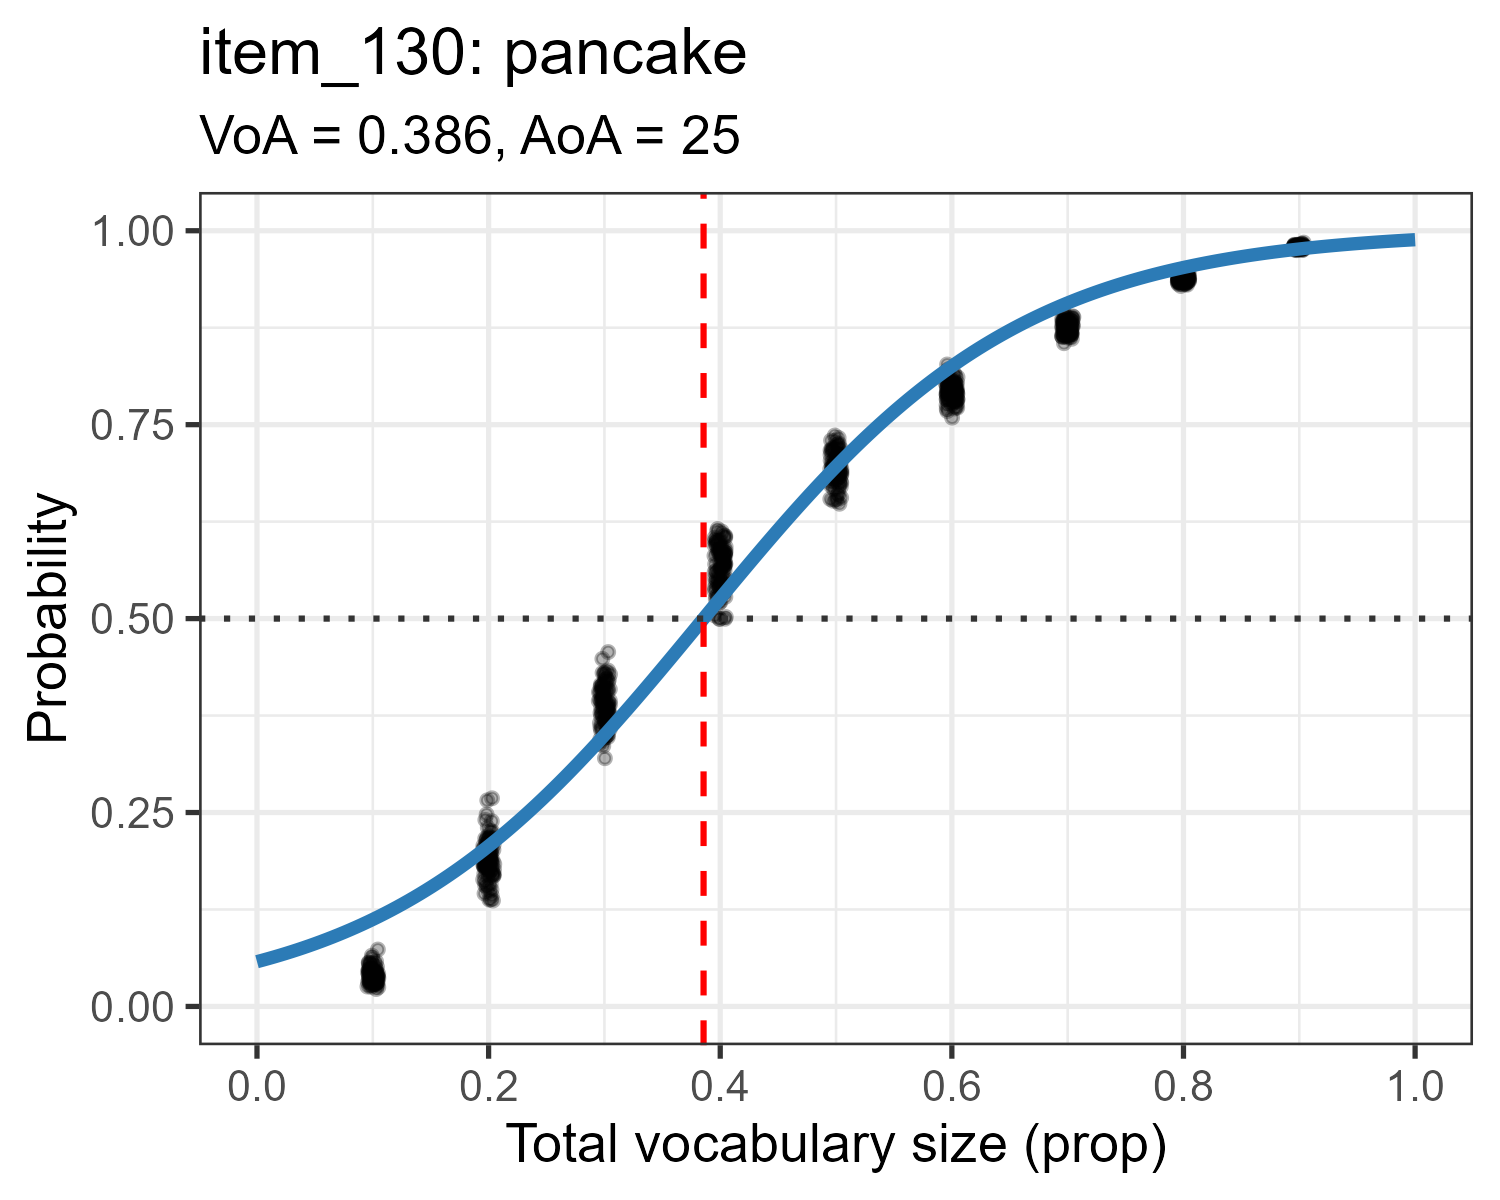 item_130: pancake
VoA = 0.386, AoA = 25
1.00
0.75
0.50
0.25
0.00
Probability
0.0 0.2 0.4 0.6 0.8 1.0
Total vocabulary size (prop)